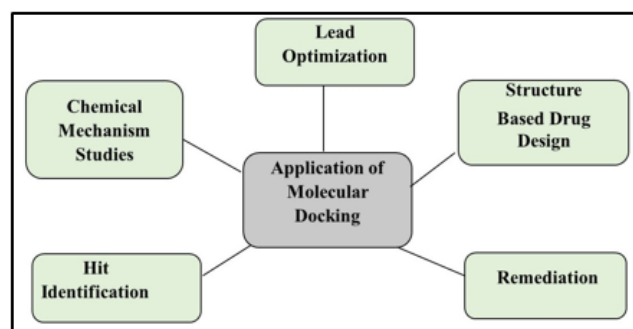 Lead
Optimization
Chemical
Mechanism
Studies
Structure
Based Drug
Design
Application of
Molecular
Docking
Hit
Identification
Remediation